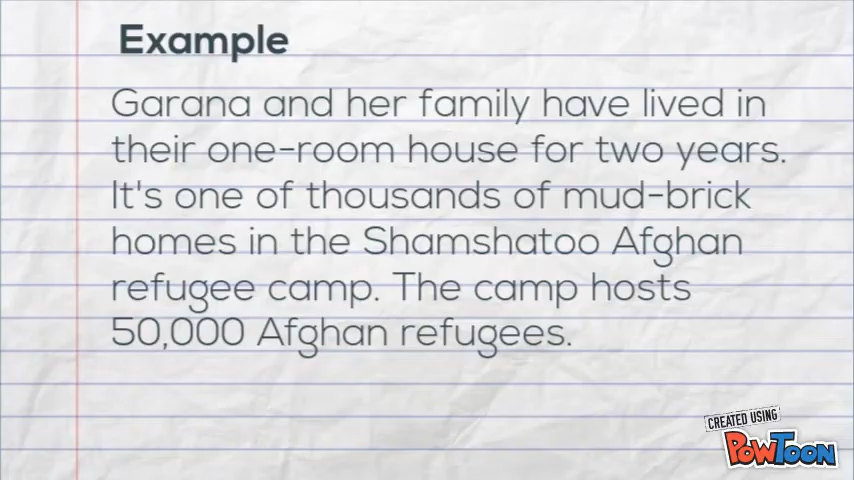 Example
Garana and her family have lived in
their one-room house for two years.
It's one of thousands of mud-brick
homes in the Shamshatoo Afghan
refugee camp. The camp hosts
50,000 Afghan refugees.
CREATED USING
POWTOON